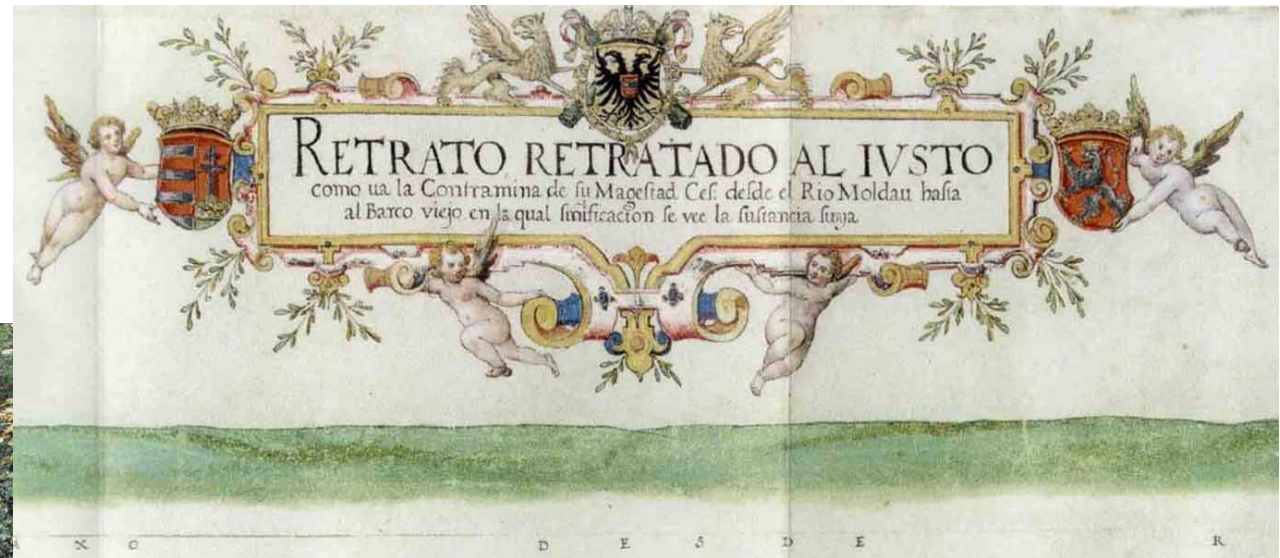 RETRATO RETRATADO AL IVSTO
como ua la Contramina de su Magestad Ces. desde el Rio Moldau hasta
al Barco viejo en la qual sinificacion se vee la sustancia suya
A X O D E S D E R